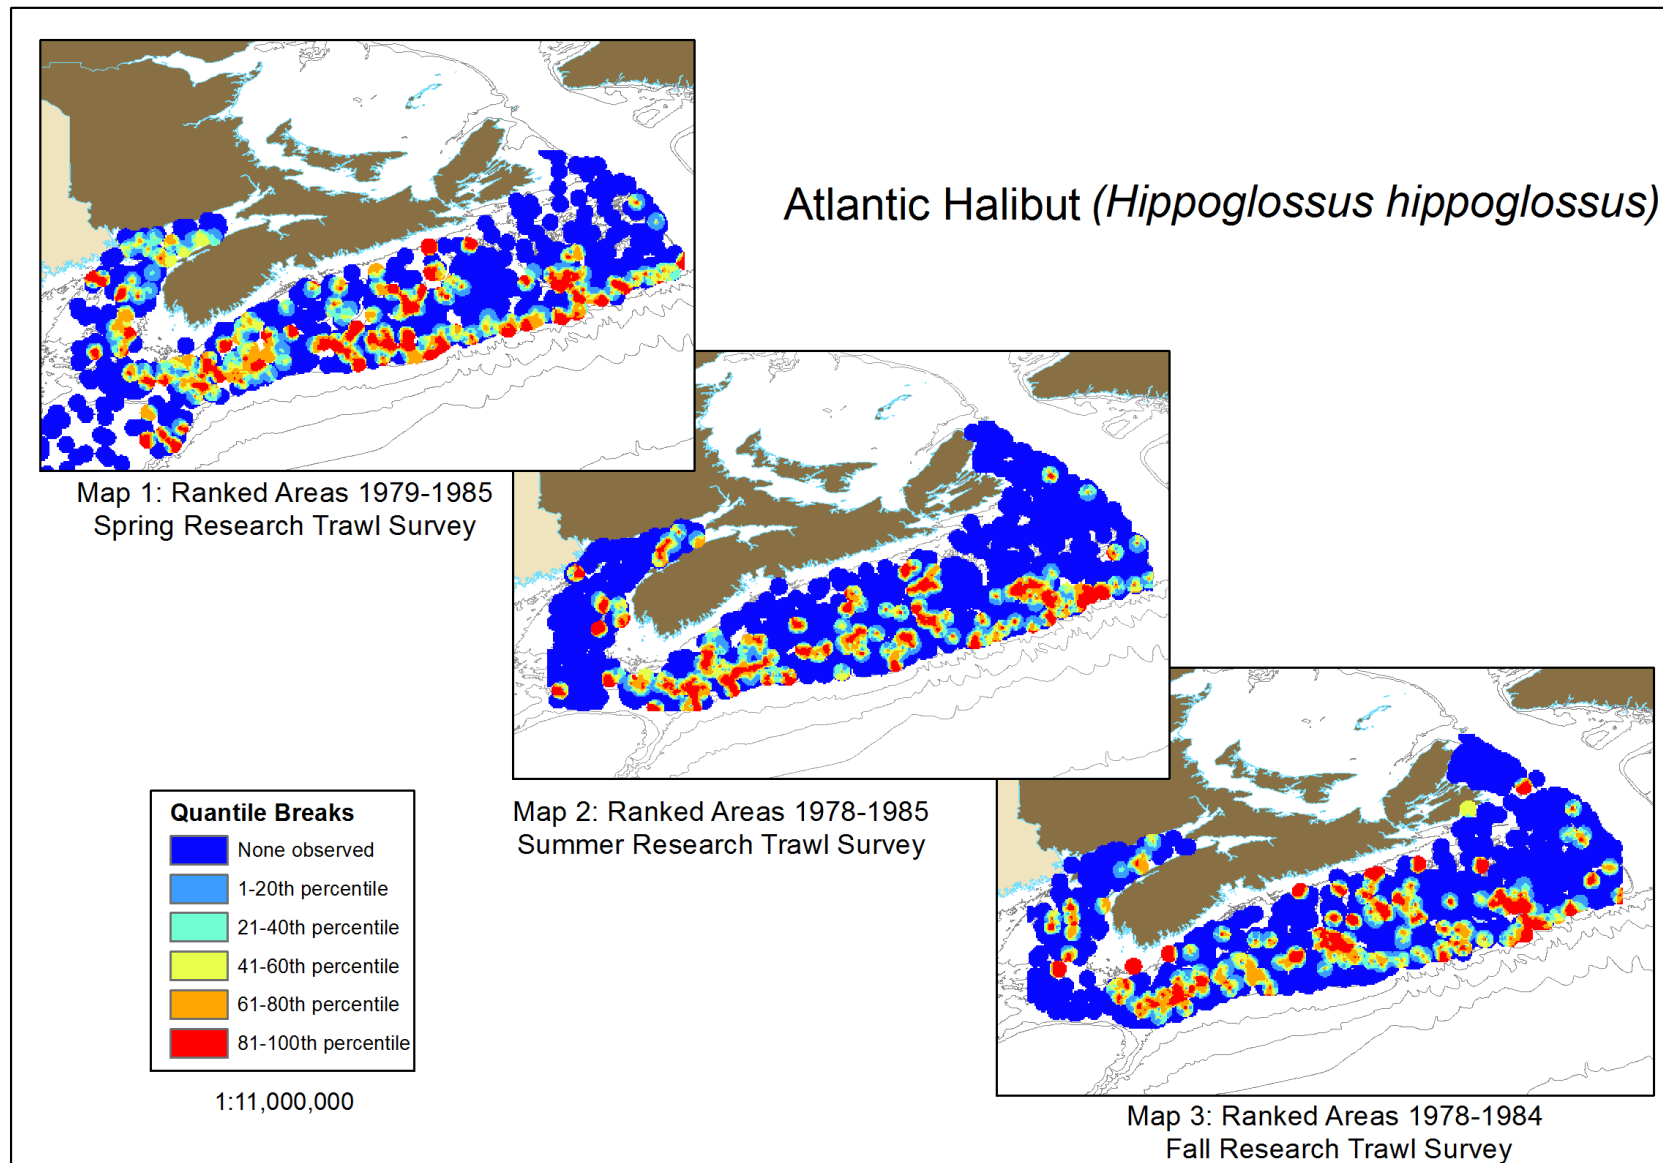 Atlantic Halibut (Hippoglossus hippoglossus)
Map 1: Ranked Areas 1979-1985
Spring Research Trawl Survey
Map 2: Ranked Areas 1978-1985
Summer Research Trawl Survey
Quantile Breaks
None observed
1-20th percentile
21-40th percentile
41-60th percentile
61-80th percentile
81-100th percentile
1:11,000,000
Map 3: Ranked Areas 1978-1984
Fall Research Trawl Survey